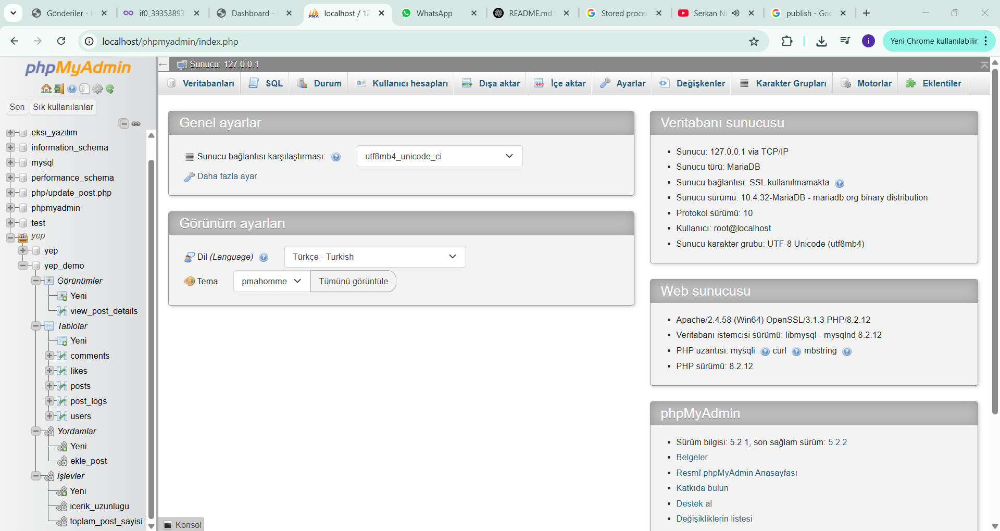 Gönderiler - E
if0_39353893
Dashboard -
localhost / 12
WhatsApp
README.md
Stored proce
Serkan Ni
publish - Goo
localhost/phpmyadmin/index.php
i
Yeni Chrome kullanılabilir
phpMyAdmin
Son
Sık kullanılanlar
eksi_yazilim
information_schema
mysql
performance_schema
php/update_post.php
phpmyadmin
test
yep
yep
yep_demo
Görünümler
Yeni
view_post_details
Tablolar
Yeni
comments
likes
posts
post_logs
users
Yordamlar
Yeni
ekle_post
İşlevler
Yeni
icerik_uzunlugu
toplam_post_sayisi
Sunucu: 127.0.0.1
Veritabanları
SQL
Durum
Kullanıcı hesapları
Dışa aktar
İçe aktar
Ayarlar
Değişkenler
Karakter Grupları
Motorlar
Eklentiler
Genel ayarlar
Sunucu bağlantısı karşılaştırması:
utf8mb4_unicode_ci
Daha fazla ayar
Görünüm ayarları
Dil (Language)
Türkçe - Turkish
Tema
pmahomme
Tümünü görüntüle
Veritabanı sunucusu
Sunucu: 127.0.0.1 via TCP/IP
Sunucu türü: MariaDB
Sunucu bağlantısı: SSL kullanılmamakta
Sunucu sürümü: 10.4.32-MariaDB - mariadb.org binary distribution
Protokol sürümü: 10
Kullanıcı: root@localhost
Sunucu karakter grubu: UTF-8 Unicode (utf8mb4)
Web sunucusu
Apache/2.4.58 (Win64) OpenSSL/3.1.3 PHP/8.2.12
Veritabanı istemcisi sürümü: libmysql - mysqlnd 8.2.12
PHP uzantısı: mysqli curl mbstring
PHP sürümü: 8.2.12
phpMyAdmin
Sürüm bilgisi: 5.2.1, son sağlam sürüm: 5.2.2
Belgeler
Resmî phpMyAdmin Anasayfası
Katkıda bulun
Destek al
Değişikliklerin listesi
Konsol